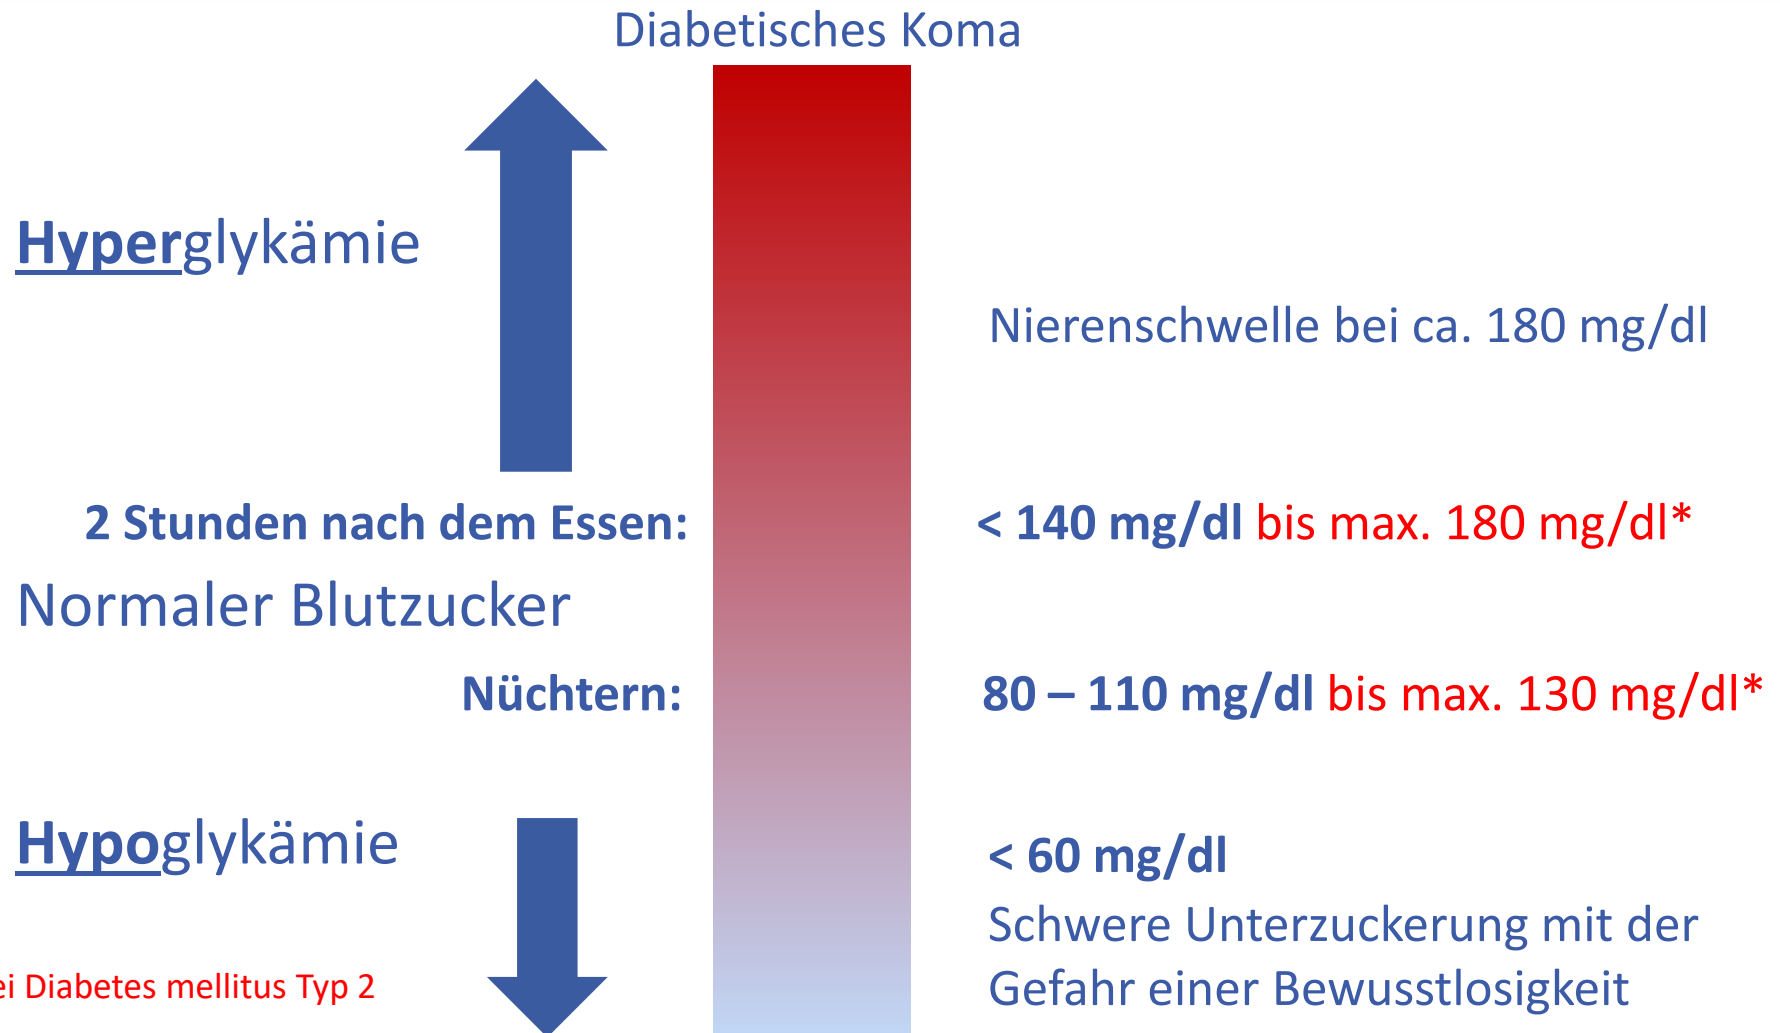 Diabetisches Koma
Hyperglykämie
Nierenschwelle bei ca. 180 mg/dl
2 Stunden nach dem Essen: < 140 mg/dl bis max. 180 mg/dl*
Normaler Blutzucker
Nüchtern: 80 – 110 mg/dl bis max. 130 mg/dl*
Hypoglykämie
< 60 mg/dl
Schwere Unterzuckerung mit der
Gefahr einer Bewusstlosigkeit
Diabetes mellitus Typ 2